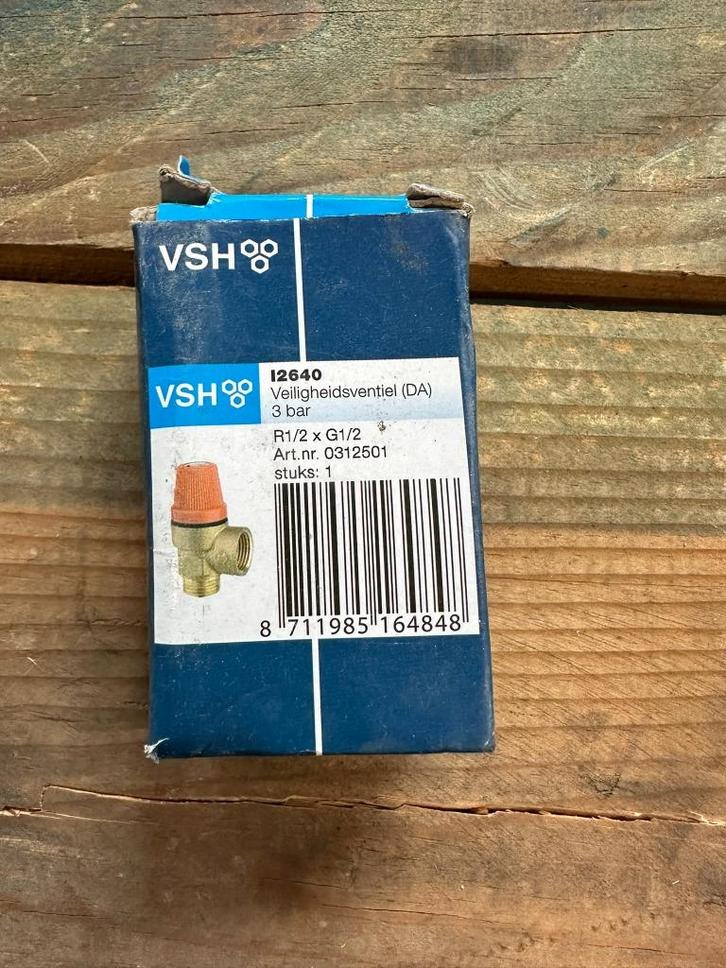 VSH
VSH
I2640
Veiligheidsventiel (DA)
3 bar
R1/2 x G1/2
Art.nr. 0312501
stuks: 1
8 711985 164848